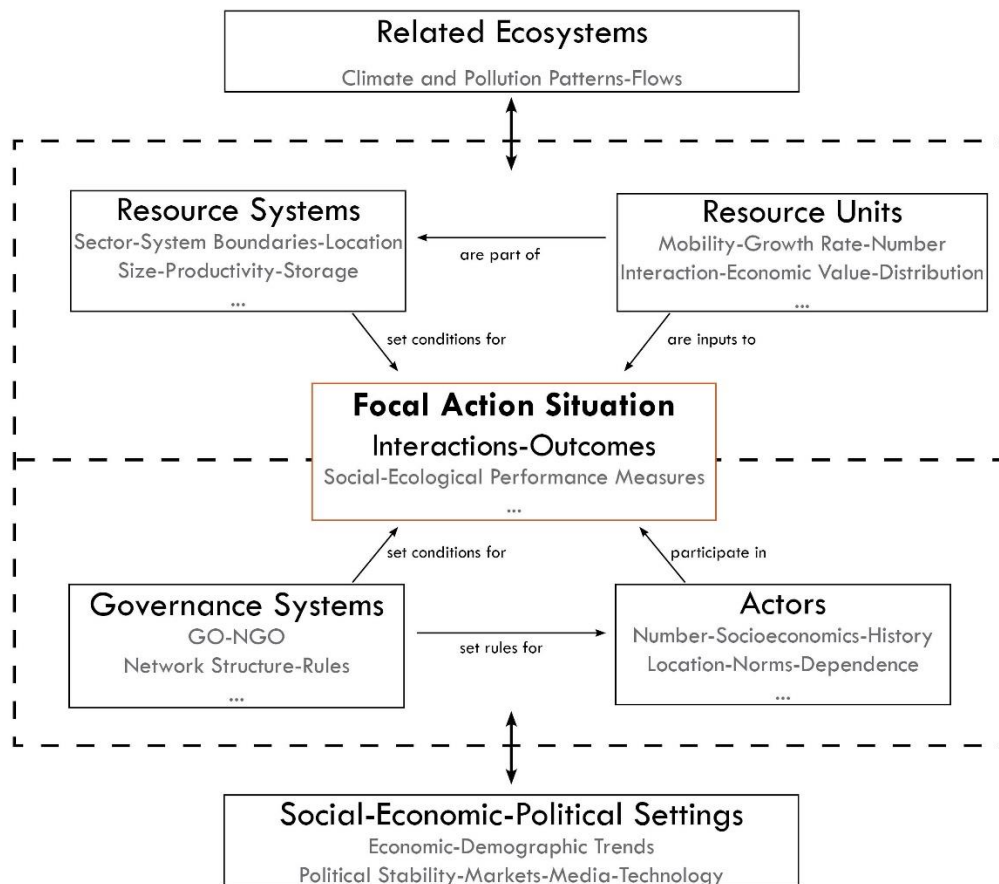 Related Ecosystems
Climate and Pollution Patterns-Flows
Resource Systems
Sector-System Boundaries-Location
Size-Productivity-Storage
...
are part of
Resource Units
Mobility-Growth Rate-Number
Interaction-Economic Value-Distribution
...
set conditions for
are inputs to
Focal Action Situation
Interactions-Outcomes
Social-Ecological Performance Measures
...
set conditions for
participate in
Governance Systems
GO-NGO
Network Structure-Rules
...
set rules for
Actors
Number-Socioeconomics-History
Location-Norms-Dependence
...
Social-Economic-Political Settings
Economic-Demographic Trends
Political Stability-Markets-Media-Technology